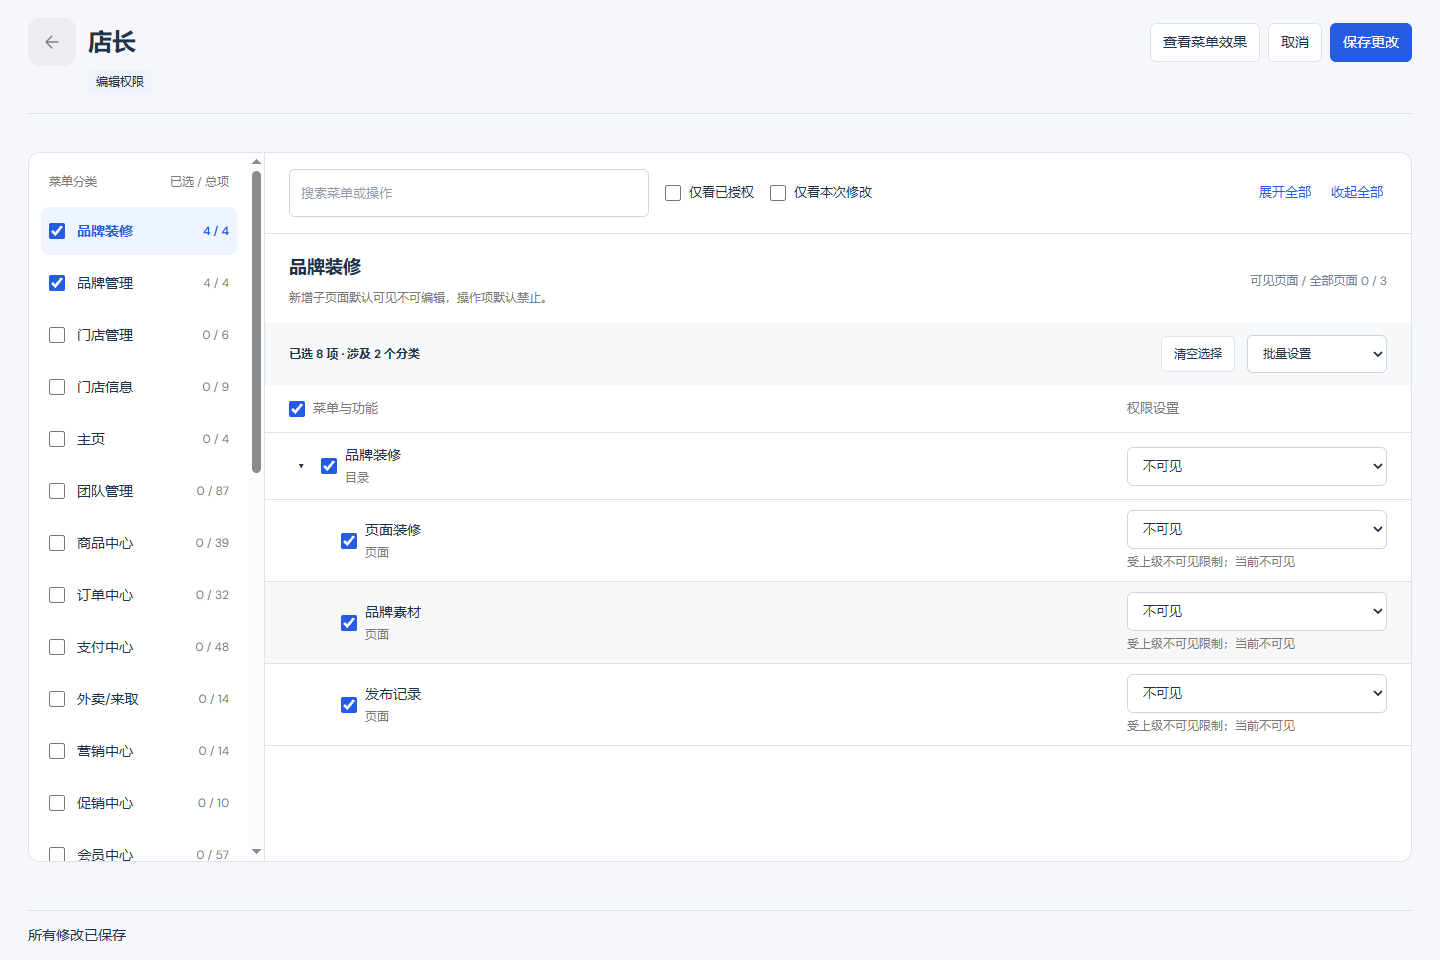 店长
编辑权限
查看菜单效果
取消
保存更改
菜单分类
已选 / 总项
品牌装修 4 / 4
品牌管理 4 / 4
门店管理 0 / 6
门店信息 0 / 9
主页 0 / 4
团队管理 0 / 87
商品中心 0 / 39
订单中心 0 / 32
支付中心 0 / 48
外卖/来取 0 / 14
营销中心 0 / 14
促销中心 0 / 10
会员中心 0 / 57
搜索菜单或操作
仅看已授权
仅看本次修改
展开全部
收起全部
品牌装修
新增子页面默认可见不可编辑，操作项默认禁止。
可见页面 / 全部页面 0 / 3
已选 8 项 · 涉及 2 个分类
清空选择
批量设置
菜单与功能
权限设置
品牌装修
目录
不可见
页面装修
页面
不可见
受上级不可见限制；当前不可见
品牌素材
页面
不可见
受上级不可见限制；当前不可见
发布记录
页面
不可见
受上级不可见限制；当前不可见
所有修改已保存